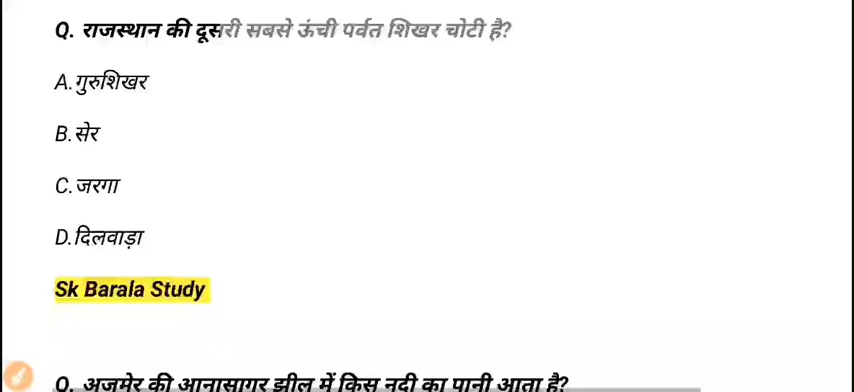 Q. राजस्थान की दूसरी सबसे ऊंची पर्वत शिखर चोटी है?
A. गुरुशिखर
B. सेर
C. जरगा
D. दिलवाड़ा
Sk Barala Study
Q. अजमेर की आनासागर झील में किस नदी का पानी आता है?